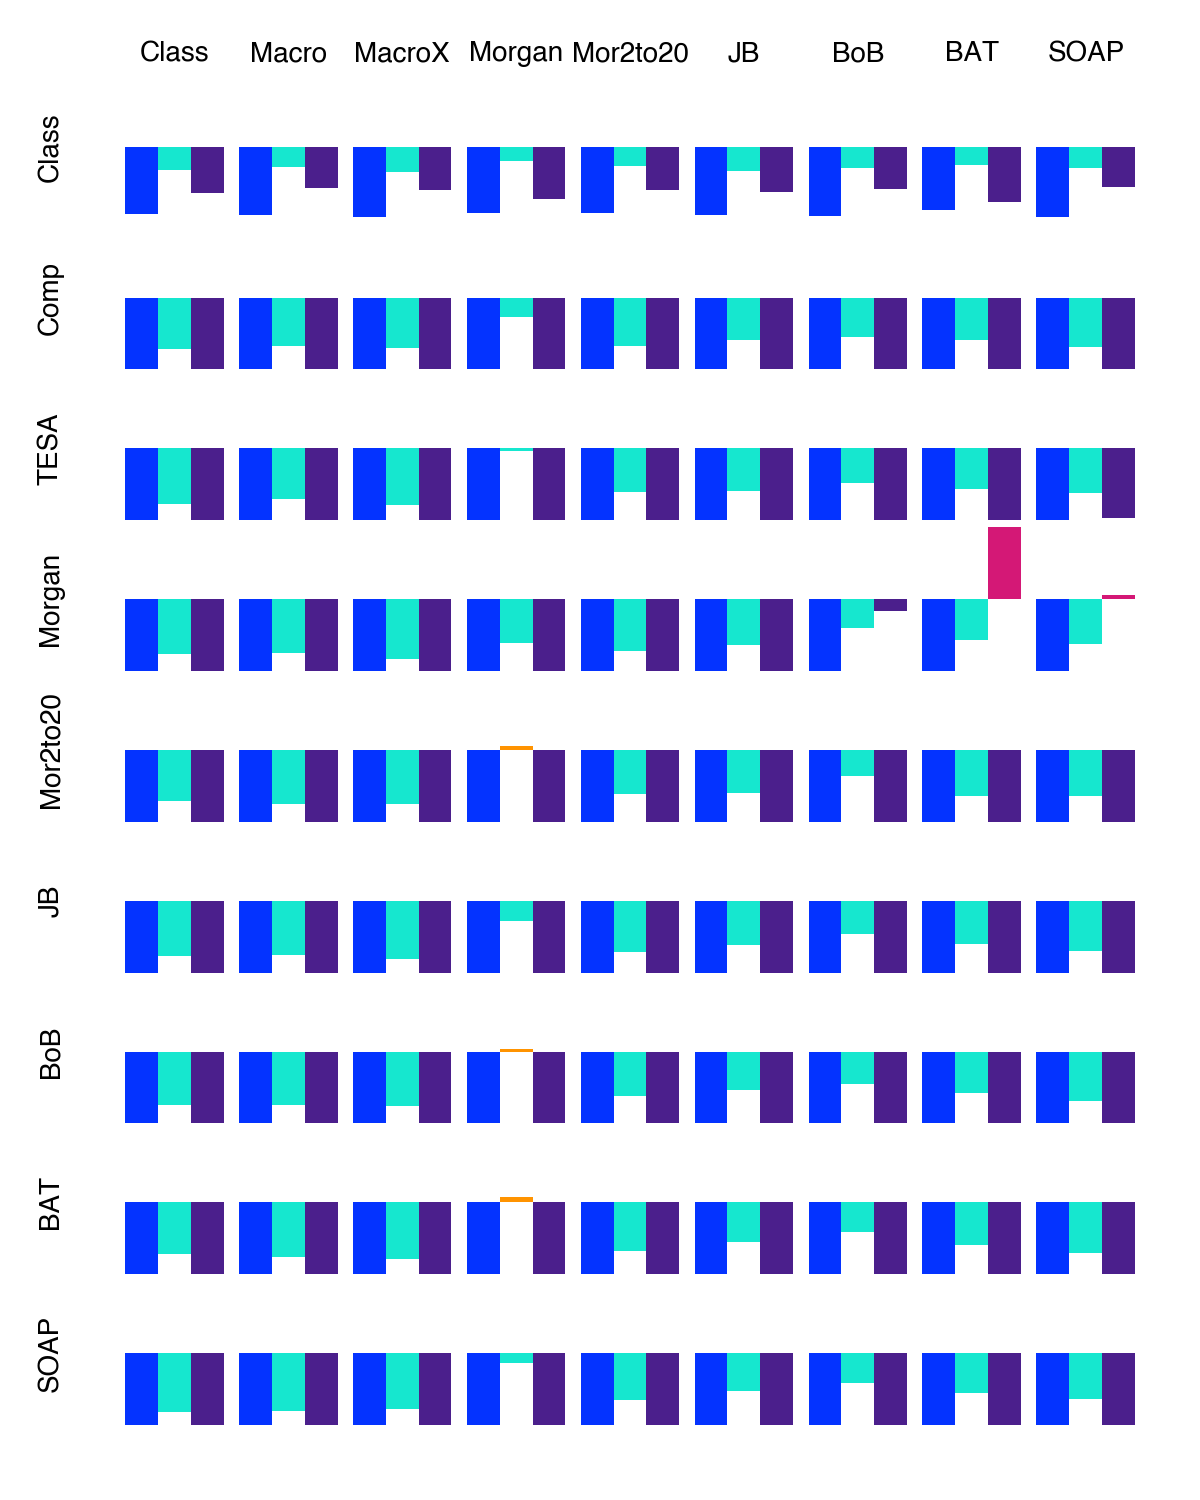 Class Macro MacroX Morgan Mor2to20 JB BoB BAT SOAP
Class
Comp
TESA
Morgan
Mor2to20
JB
BoB
BAT
SOAP